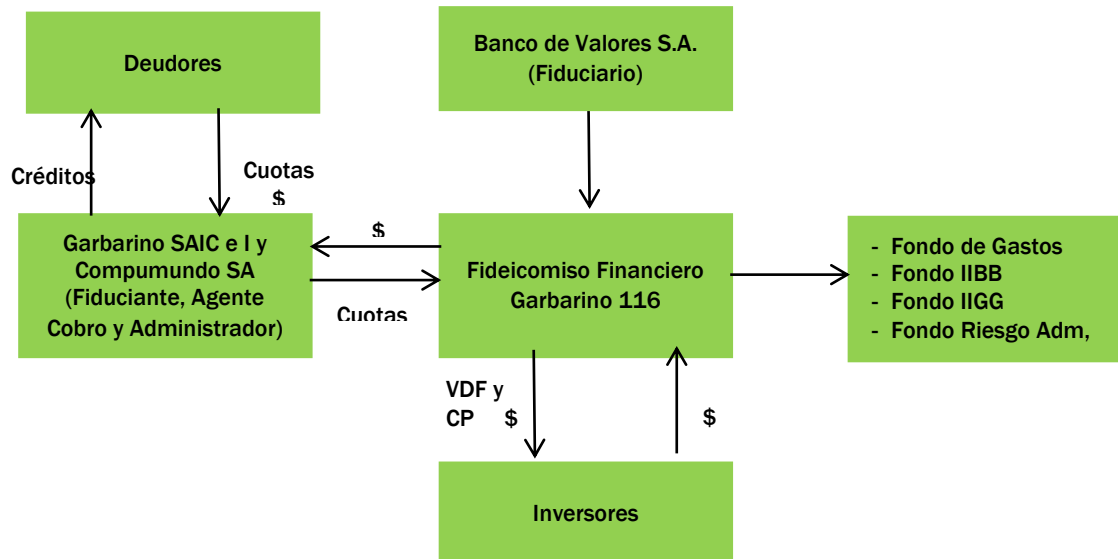 Deudores
Banco de Valores S.A.
(Fiduciario)
Créditos
Cuotas
$
Garbarino SAIC e I y
Compumundo SA
(Fiduciante, Agente
Cobro y Administrador)
$
Cuotas
Fideicomiso Financiero
Garbarino 116
- Fondo de Gastos
- Fondo IIBB
- Fondo IIGG
- Fondo Riesgo Adm,
VDF y
CP $
$
Inversores